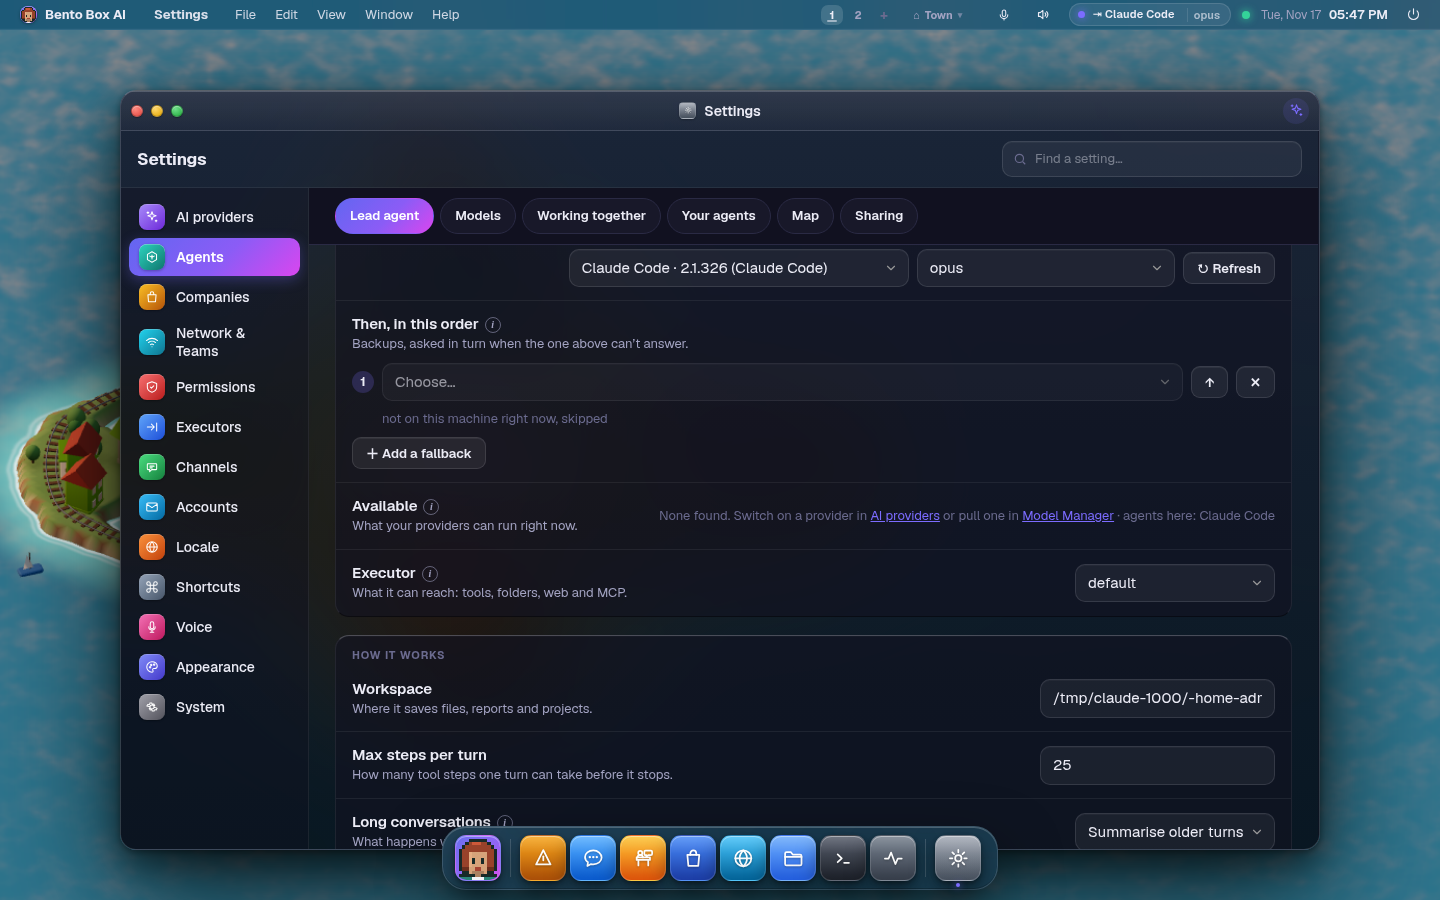 Bento Box AI Settings File Edit View Window Help 1 2 + Town Claude Code opus Tue, Nov 17 05:47 PM
Settings
Settings
Find a setting...
AI providers
Agents
Companies
Network &
Teams
Permissions
Executors
Channels
Accounts
Locale
Shortcuts
Voice
Appearance
System
Lead agent Models Working together Your agents Map Sharing
Claude Code · 2.1.326 (Claude Code) opus ↻ Refresh
Then, in this order i
Backups, asked in turn when the one above can't answer.
1 Choose...
not on this machine right now, skipped
+ Add a fallback
Available i
What your providers can run right now.
None found. Switch on a provider in AI providers or pull one in Model Manager · agents here: Claude Code
Executor i
What it can reach: tools, folders, web and MCP.
default
HOW IT WORKS
Workspace
Where it saves files, reports and projects.
/tmp/claude-1000/-home-adr
Max steps per turn
How many tool steps one turn can take before it stops.
25
Long conversations i
What happens
Summarise older turns